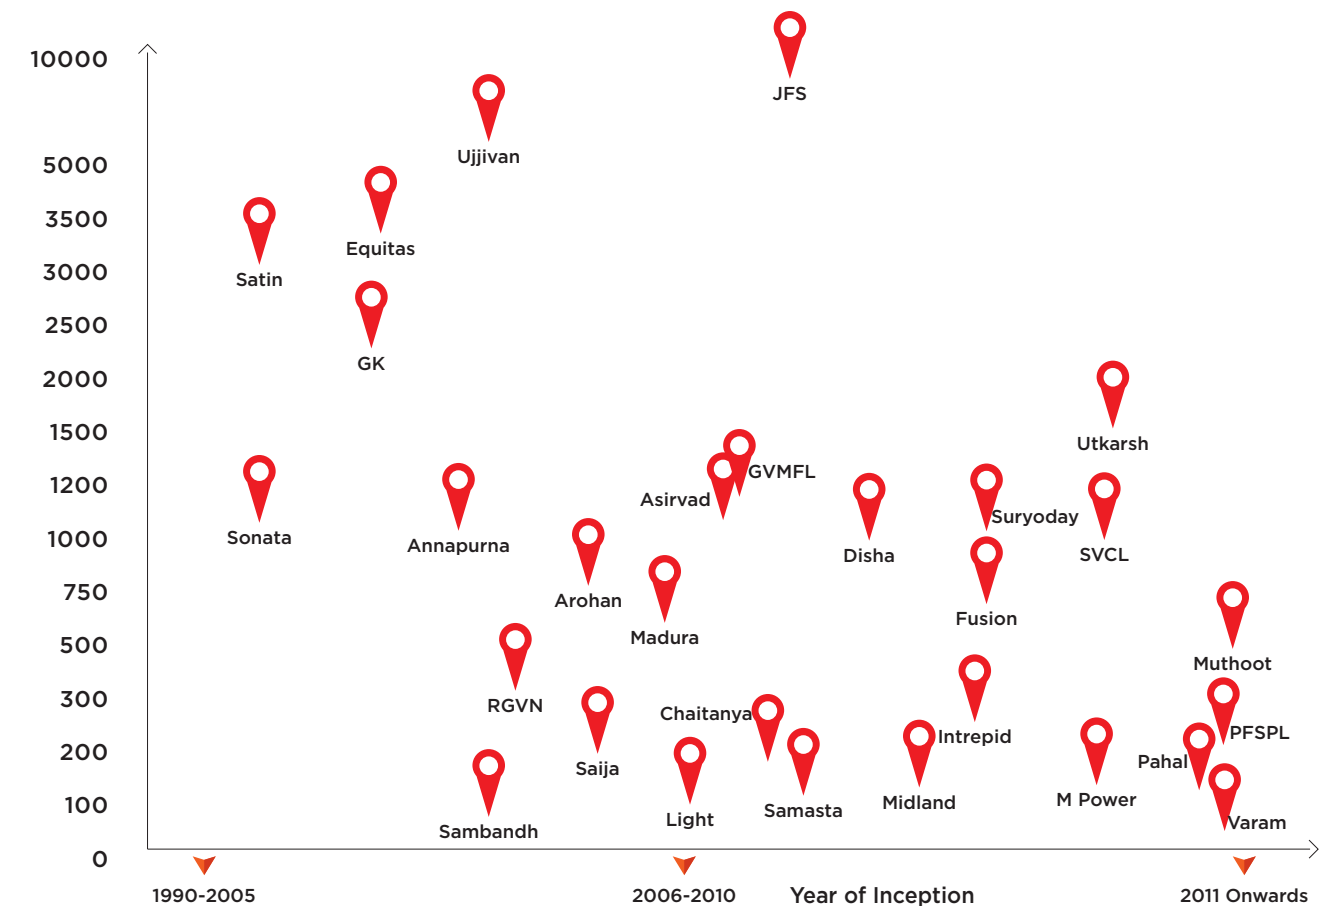 10000
5000
3500
3000
2500
2000
1500
1200
1000
750
500
300
200
100
0
JFS
Ujjivan
Equitas
Satin
GK
Utkarsh
GVMFL
Asirvad
Suryoday
Sonata
Annapurna
Disha
SVCL
Arohan
Fusion
Madura
Muthoot
RGVN
Chaitanya
PFSPL
Intrepid
Pahal
Saija
M Power
Midland
Samasta
Light
Varam
Sambandh
1990-2005
2006-2010
Year of Inception
2011 Onwards